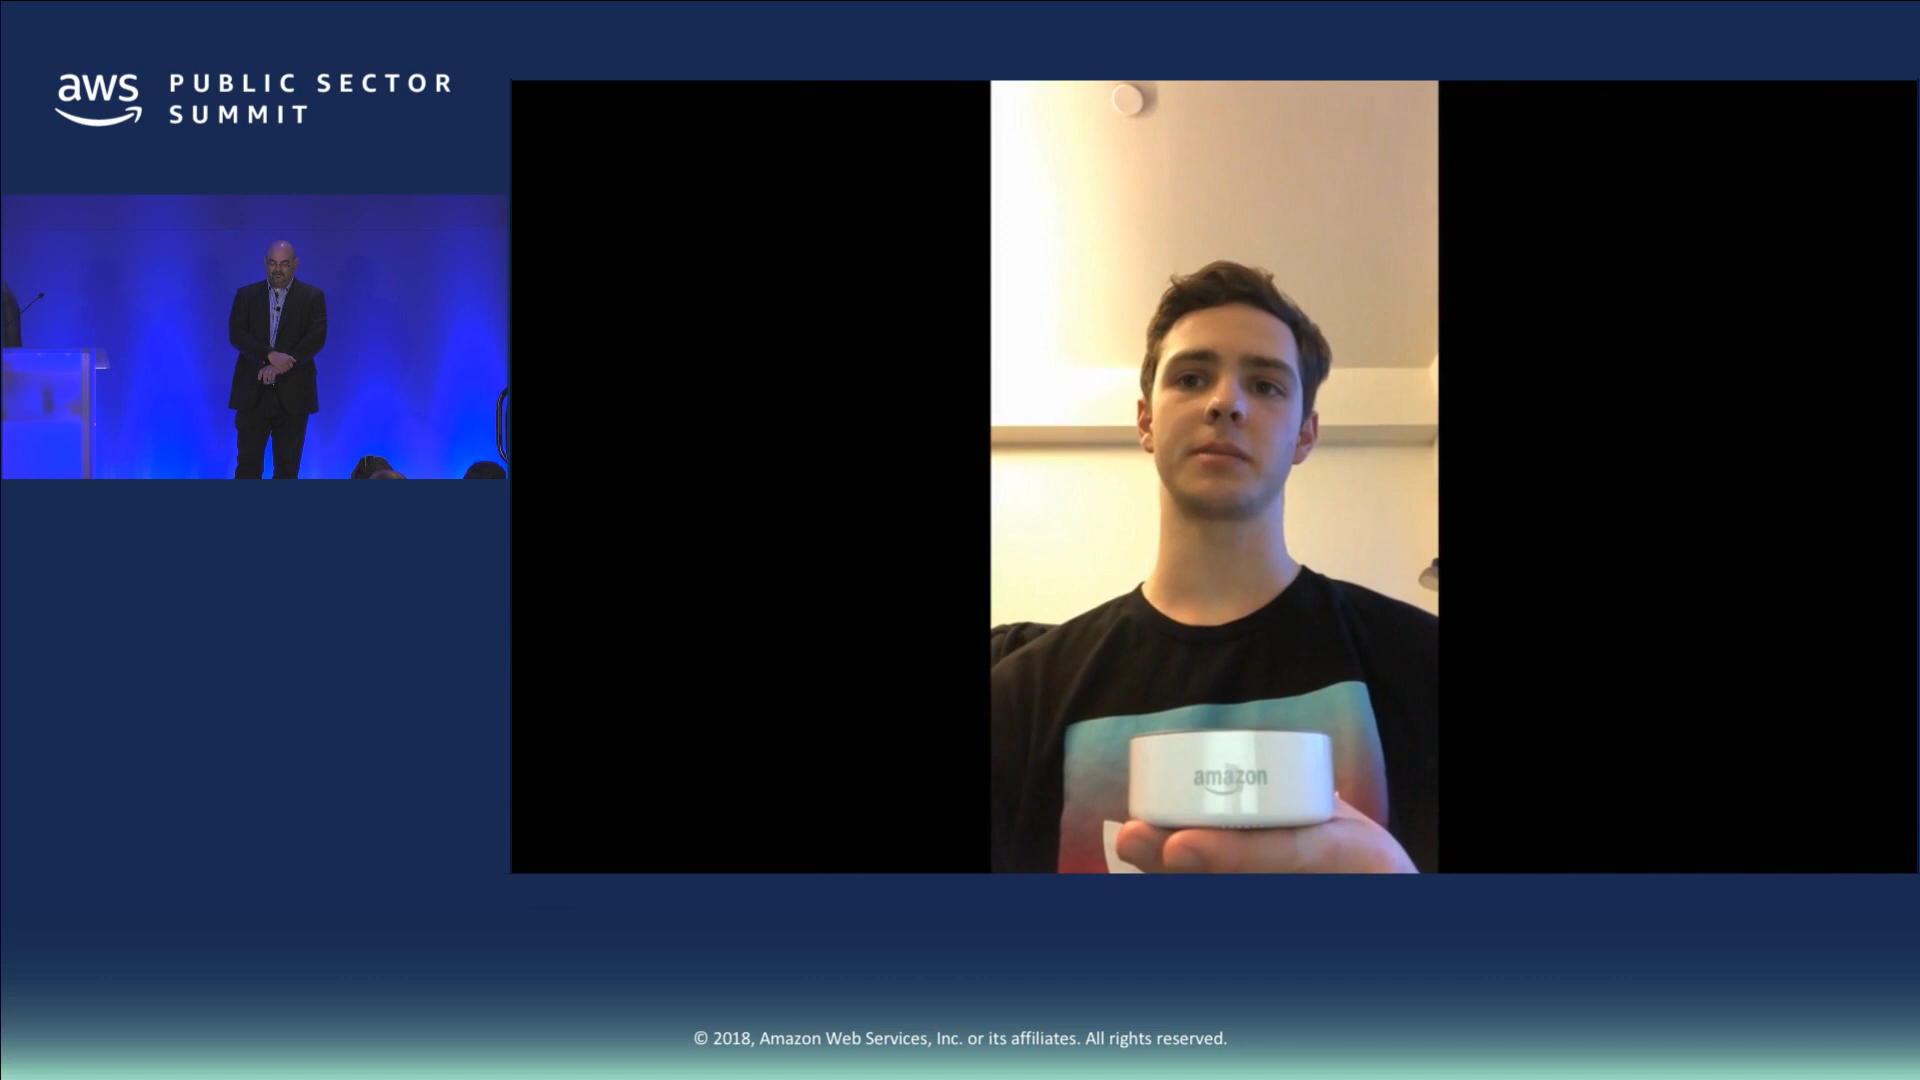 aws PUBLIC SECTOR
SUMMIT
amazon
© 2018, Amazon Web Services, Inc. or its affiliates. All rights reserved.